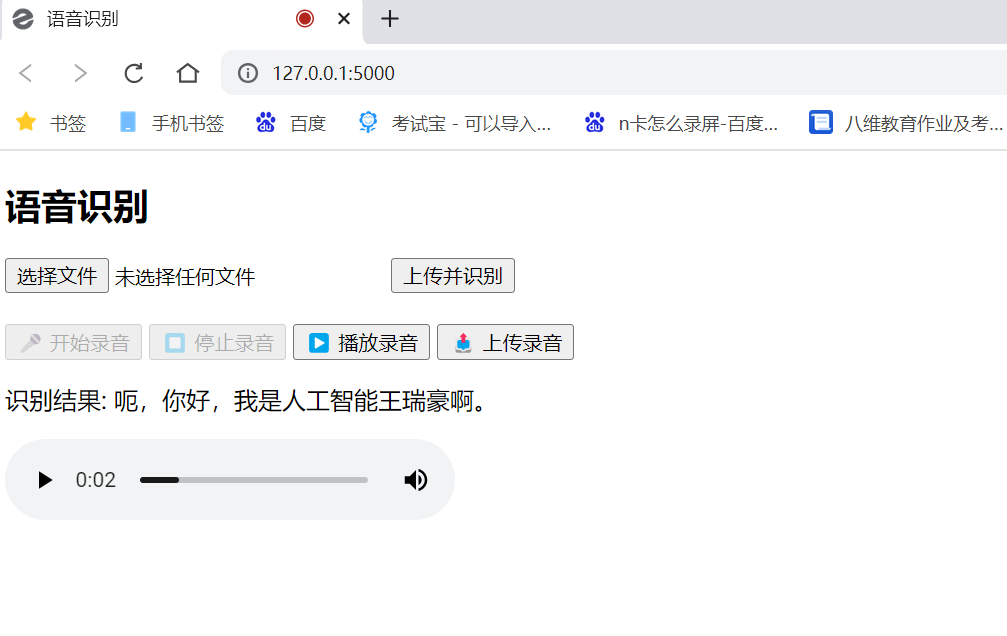 语音识别
127.0.0.1:5000
书签 手机书签 百度 考试宝 - 可以导入... n卡怎么录屏-百度... 八维教育作业及考...
语音识别
选择文件 未选择任何文件 上传并识别
开始录音 停止录音 播放录音 上传录音
识别结果: 呃，你好，我是人工智能王瑞豪啊。
0:02